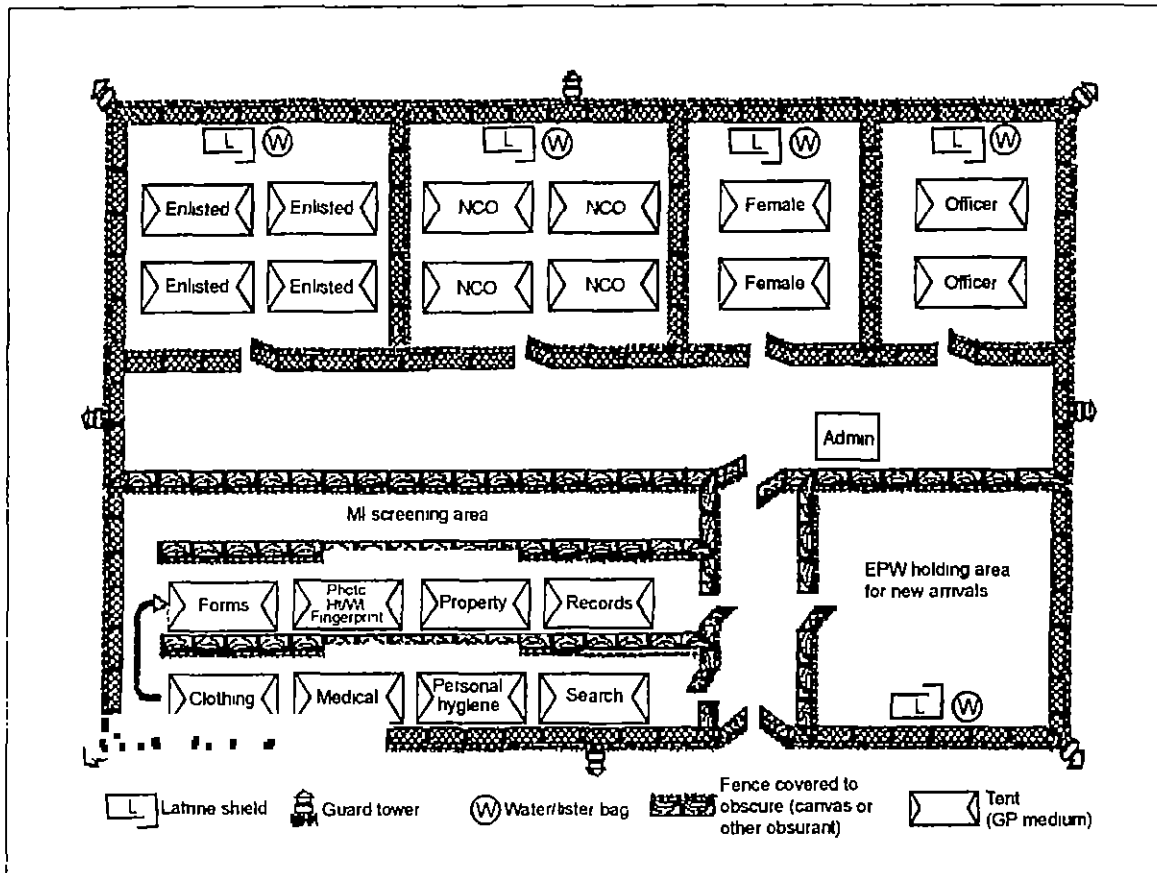 L W
L W
L W
L W
Enlisted Enlisted NCO NCO Female Officer
Enlisted Enlisted NCO NCO Female Officer
Admin
MI screening area
EPW holding area
for new arrivals
Forms
Photo
Ht/Wt
Fingerprint
Property
Records
Clothing
Medical
Personal
hygiene
Search
L W
L Latrine shield
Guard tower
W Water/lister bag
Fence covered to
obscure (canvas or
other obsurant)
Tent
(GP medium)